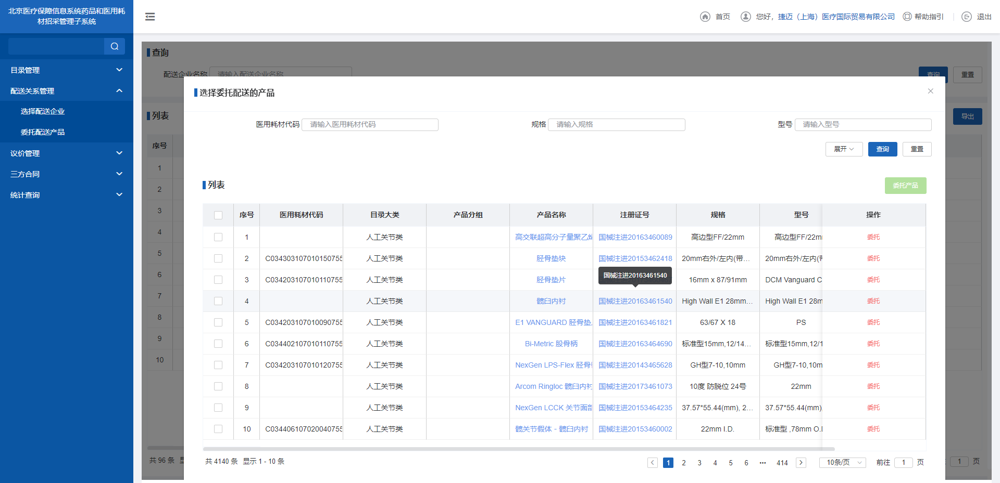 北京医疗保障信息系统药品和医用耗
材招采管理子系统
首页
您好，捷迈（上海）医疗国际贸易有限公司
帮助指引
退出
目录管理
配送关系管理
选择配送企业
委托配送产品
议价管理
三方合同
统计查询
查询
配送企业名称 请输入配送企业名称
查询 重置
列表
导出
序号
1
2
3
4
5
6
7
8
9
10
共 96 条
1 页
选择委托配送的产品
医用耗材代码 请输入医用耗材代码 规格 请输入规格 型号 请输入型号
展开 查询 重置
列表
委托产品
序号 医用耗材代码 目录大类 产品分组 产品名称 注册证号 规格 型号 操作
1 人工关节类 高交联超高分子量聚乙烯 国械注进20163460089 高边型FF/22mm 高边型FF/22mm 委托
2 C034303107010150755 人工关节类 胫骨垫块 国械注进20153462418 20mm右外/左内(带... 20mm右外/左内(带 委托
3 C034203107010110755 人工关节类 胫骨垫片 16mm x 87/91mm DCM Vanguard C 委托
国械注进20163461540
4 人工关节类 髋臼内衬 国械注进20163461540 High Wall E1 28mm... High Wall E1 28m 委托
5 C034203107010090755 人工关节类 E1 VANGUARD 胫骨垫 国械注进20163461821 63/67 X 18 PS 委托
6 C034402107010110755 人工关节类 Bi-Metric 股骨柄 国械注进20163464690 标准型15mm,12/14... 标准型15mm,12/1 委托
7 C034203107010120755 人工关节类 NexGen LPS-Flex 胫骨 国械注进20143465628 GH型7-10,10mm GH型7-10,10m 委托
8 人工关节类 Arcom Ringloc 髋臼内衬 国械注进20173461073 10度 防脱位 24号 22mm 委托
9 人工关节类 NexGen LCCK 关节面部 国械注进20153464235 37.57*55.44(mm), 2... 37.57*55.44(mm), 委托
10 C034406107020040755 人工关节类 髋关节假体 - 髋臼内衬 国械注进20153460002 22mm I.D. 标准型 ,78mm O.I 委托
共 4140 条 显示 1 - 10 条
1 2 3 4 5 6 ••• 414 10条/页 前往 1 页